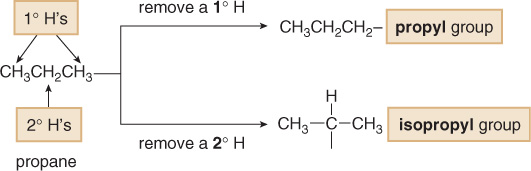 1° H's
remove a 1° H
CH₃CH₂CH₂– propyl group
CH₃CH₂CH₃
2° H's
propane
remove a 2° H
H
CH₃–C–CH₃ isopropyl group